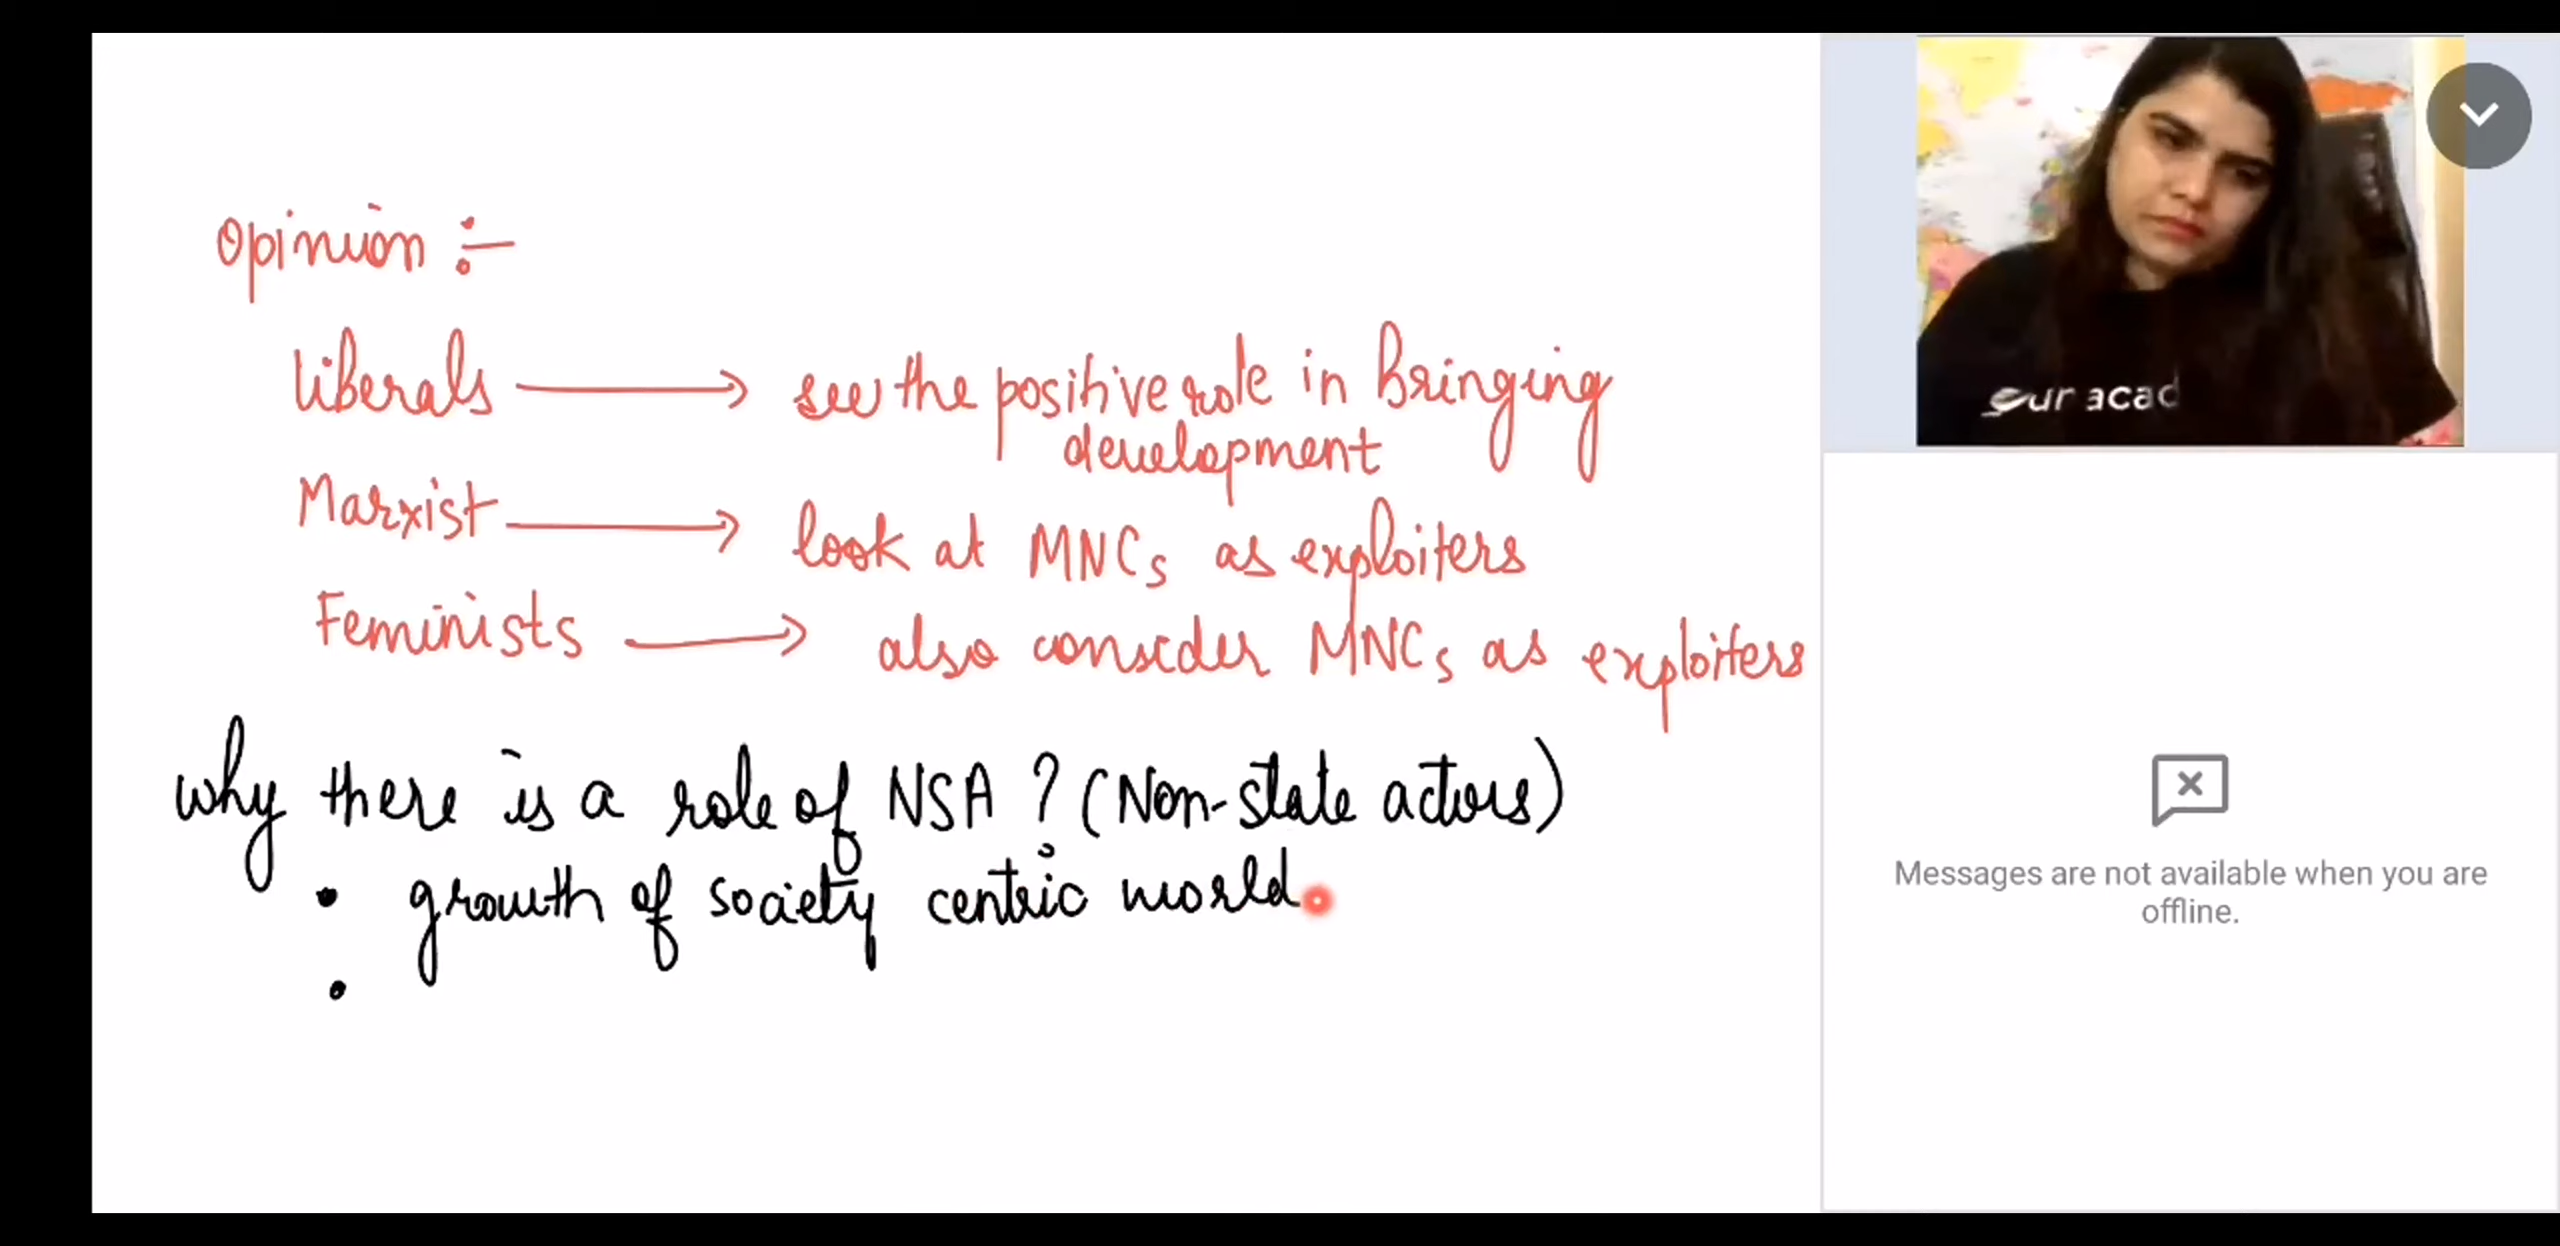 Opinion :-
Liberals → see the positive role in Bringing
development
Marxist → look at MNCs as exploiters
Feminists → also consider MNCs as exploiters
why there is a role of NSA ? (Non-state actors)
• growth of society centric world
•
ur acad
Messages are not available when you are
offline.